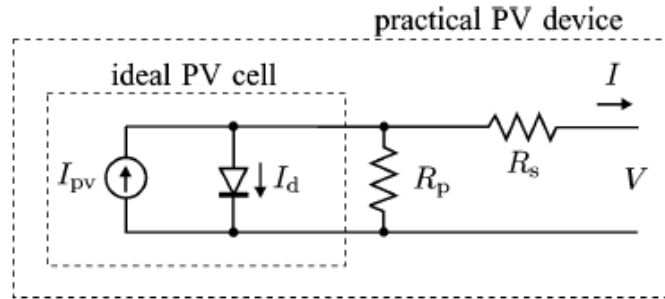 practical PV device
ideal PV cell
I
I_pv
I_d
R_p
R_s
V